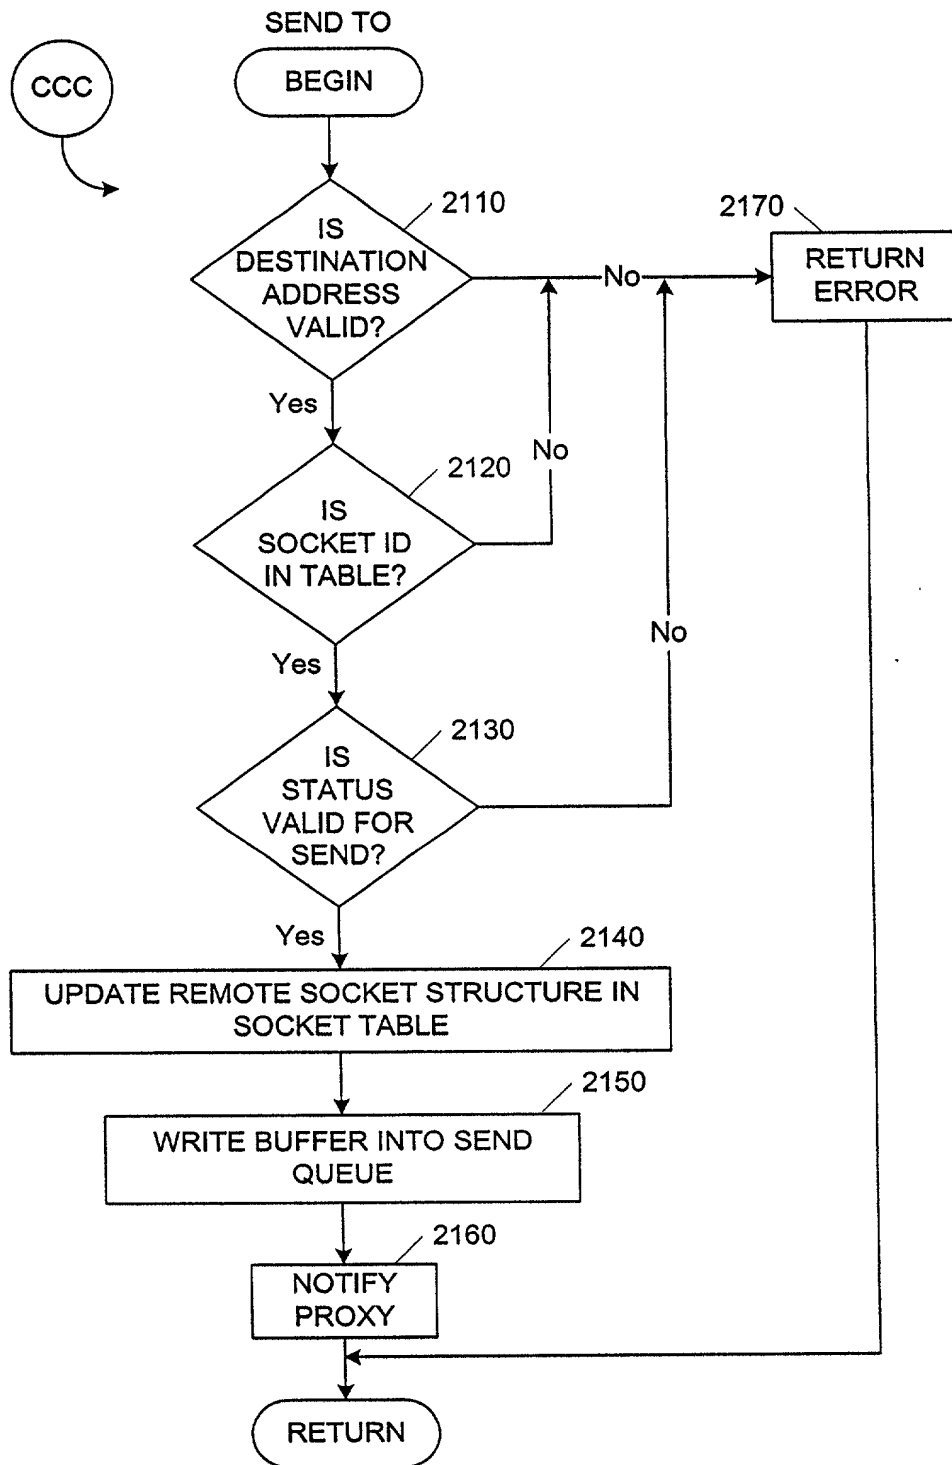 SEND TO
CCC
BEGIN
2110
2170
IS
DESTINATION
ADDRESS
VALID?
No
RETURN
ERROR
Yes
2120
No
IS
SOCKET ID
IN TABLE?
No
Yes
2130
IS
STATUS
VALID FOR
SEND?
Yes
2140
UPDATE REMOTE SOCKET STRUCTURE IN
SOCKET TABLE
2150
WRITE BUFFER INTO SEND
QUEUE
2160
NOTIFY
PROXY
RETURN